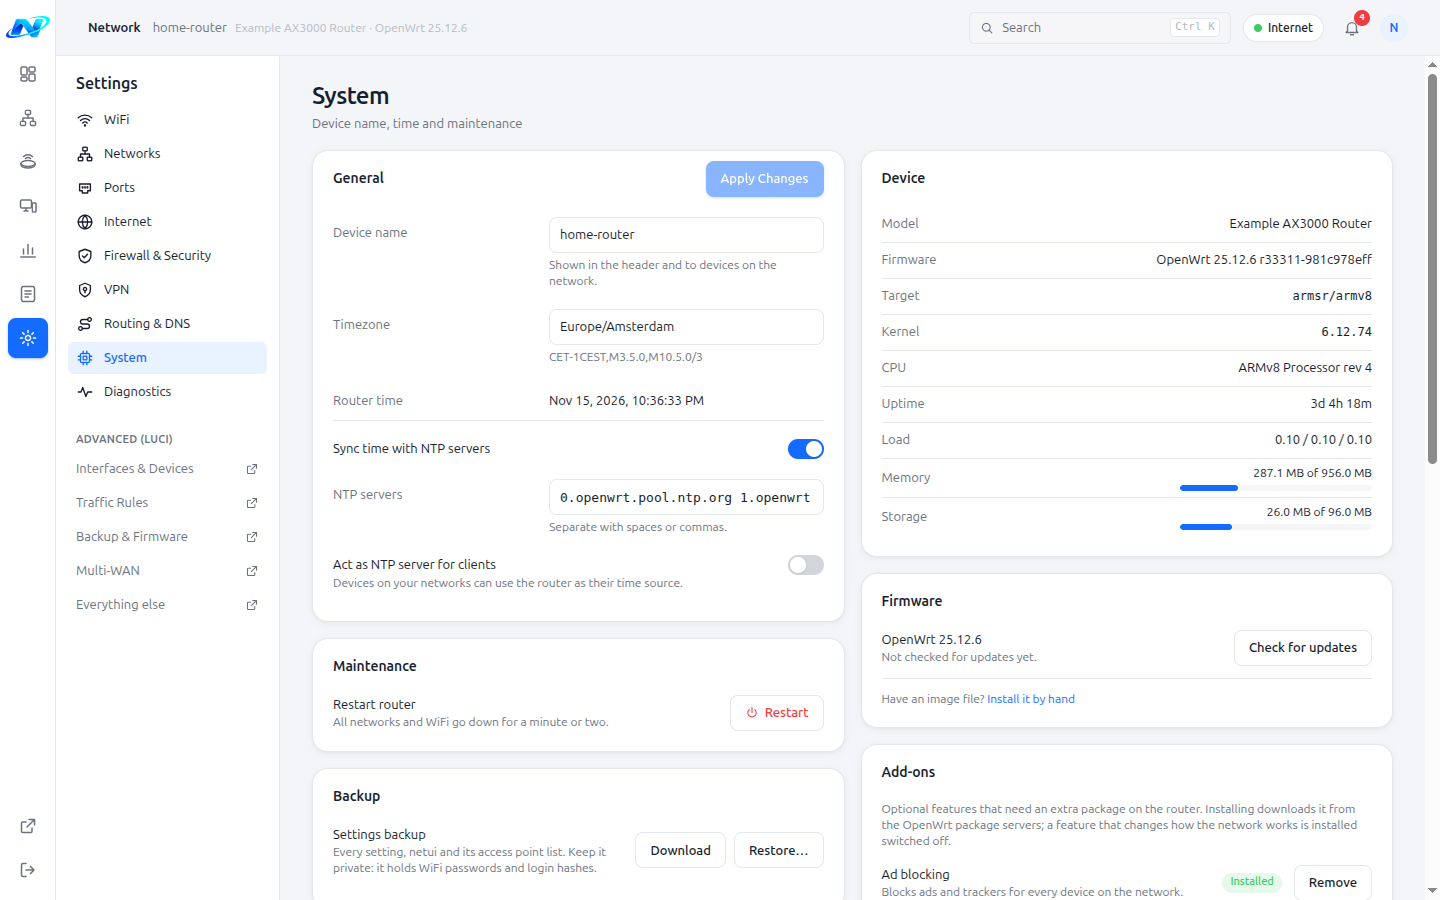 Network home-router Example AX3000 Router · OpenWrt 25.12.6
Search Ctrl K
Internet
4
N
Settings
WiFi
Networks
Ports
Internet
Firewall & Security
VPN
Routing & DNS
System
Diagnostics
ADVANCED (LUCI)
Interfaces & Devices
Traffic Rules
Backup & Firmware
Multi-WAN
Everything else
System
Device name, time and maintenance
General
Apply Changes
Device name
home-router
Shown in the header and to devices on the
network.
Timezone
Europe/Amsterdam
CET-1CEST,M3.5.0,M10.5.0/3
Router time
Nov 15, 2026, 10:36:33 PM
Sync time with NTP servers
NTP servers
0.openwrt.pool.ntp.org 1.openwrt
Separate with spaces or commas.
Act as NTP server for clients
Devices on your networks can use the router as their time source.
Maintenance
Restart router
All networks and WiFi go down for a minute or two.
Restart
Backup
Settings backup
Every setting, netui and its access point list. Keep it
private: it holds WiFi passwords and login hashes.
Download
Restore…
Device
Model Example AX3000 Router
Firmware OpenWrt 25.12.6 r33311-981c978eff
Target armsr/armv8
Kernel 6.12.74
CPU ARMv8 Processor rev 4
Uptime 3d 4h 18m
Load 0.10 / 0.10 / 0.10
Memory 287.1 MB of 956.0 MB
Storage 26.0 MB of 96.0 MB
Firmware
OpenWrt 25.12.6
Not checked for updates yet.
Check for updates
Have an image file? Install it by hand
Add-ons
Optional features that need an extra package on the router. Installing downloads it from
the OpenWrt package servers; a feature that changes how the network works is installed
switched off.
Ad blocking
Blocks ads and trackers for every device on the network.
Installed
Remove